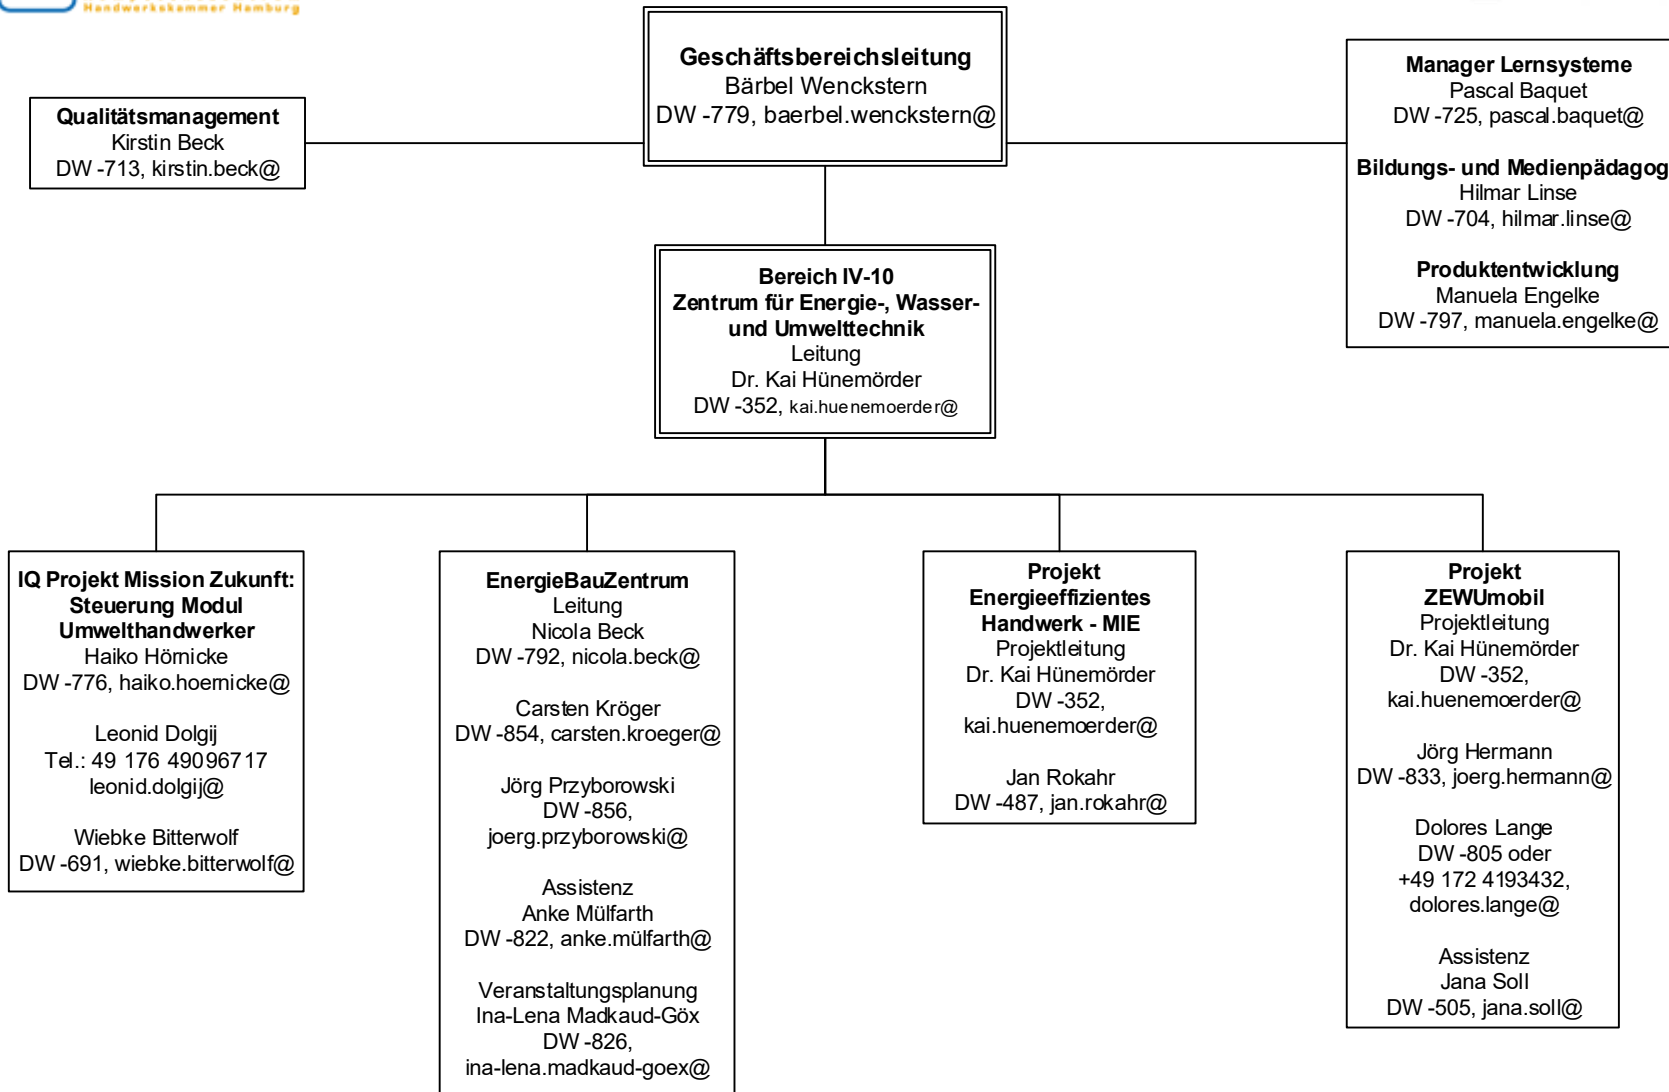 Handwerkskammer Hamburg
Geschäftsbereichsleitung
Bärbel Wenckstern
DW -779, baerbel.wenckstern@
Qualitätsmanagement
Kirstin Beck
DW -713, kirstin.beck@
Manager Lernsysteme
Pascal Baquet
DW -725, pascal.baquet@
Bildungs- und Medienpädagog
Hilmar Linse
DW -704, hilmar.linse@
Produktentwicklung
Manuela Engelke
DW -797, manuela.engelke@
Bereich IV-10
Zentrum für Energie-, Wasser-
und Umwelttechnik
Leitung
Dr. Kai Hünemörder
DW -352, kai.huenemoerder@
IQ Projekt Mission Zukunft:
Steuerung Modul
Umwelthandwerker
Haiko Hörnicke
DW -776, haiko.hoernicke@
Leonid Dolgij
Tel.: 49 176 49096717
leonid.dolgij@
Wiebke Bitterwolf
DW -691, wiebke.bitterwolf@
EnergieBauZentrum
Leitung
Nicola Beck
DW -792, nicola.beck@
Carsten Kröger
DW -854, carsten.kroeger@
Jörg Przyborowski
DW -856,
joerg.przyborowski@
Assistenz
Anke Mülfarth
DW -822, anke.mülfarth@
Veranstaltungsplanung
Ina-Lena Madkaud-Göx
DW -826,
ina-lena.madkaud-goex@
Projekt
Energieeffizientes
Handwerk - MIE
Projektleitung
Dr. Kai Hünemörder
DW -352,
kai.huenemoerder@
Jan Rokahr
DW -487, jan.rokahr@
Projekt
ZEWUmobil
Projektleitung
Dr. Kai Hünemörder
DW -352,
kai.huenemoerder@
Jörg Hermann
DW -833, joerg.hermann@
Dolores Lange
DW -805 oder
+49 172 4193432,
dolores.lange@
Assistenz
Jana Soll
DW -505, jana.soll@